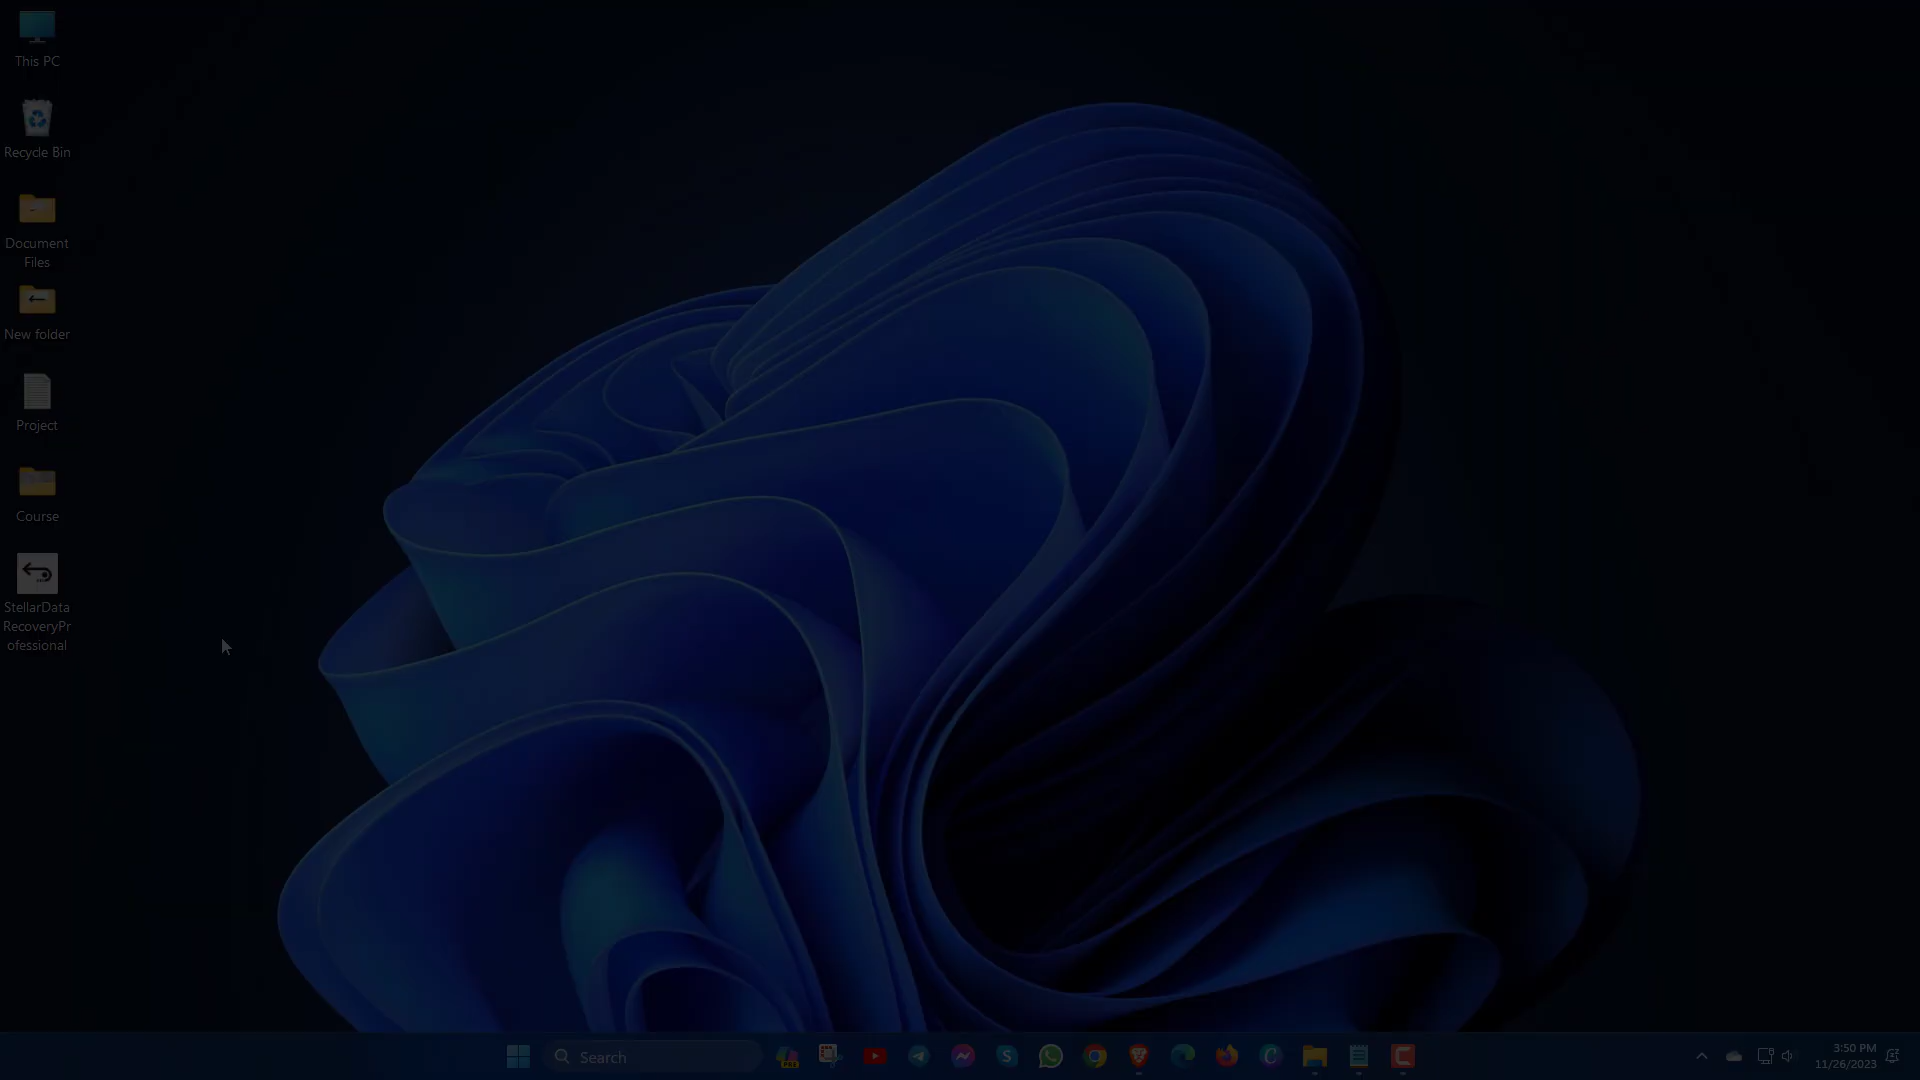 This PC
Recycle Bin
Document
Files
New folder
Project
Course
StellarData
RecoveryPr
ofessional
Search
PRE
3:50 PM
11/26/2023